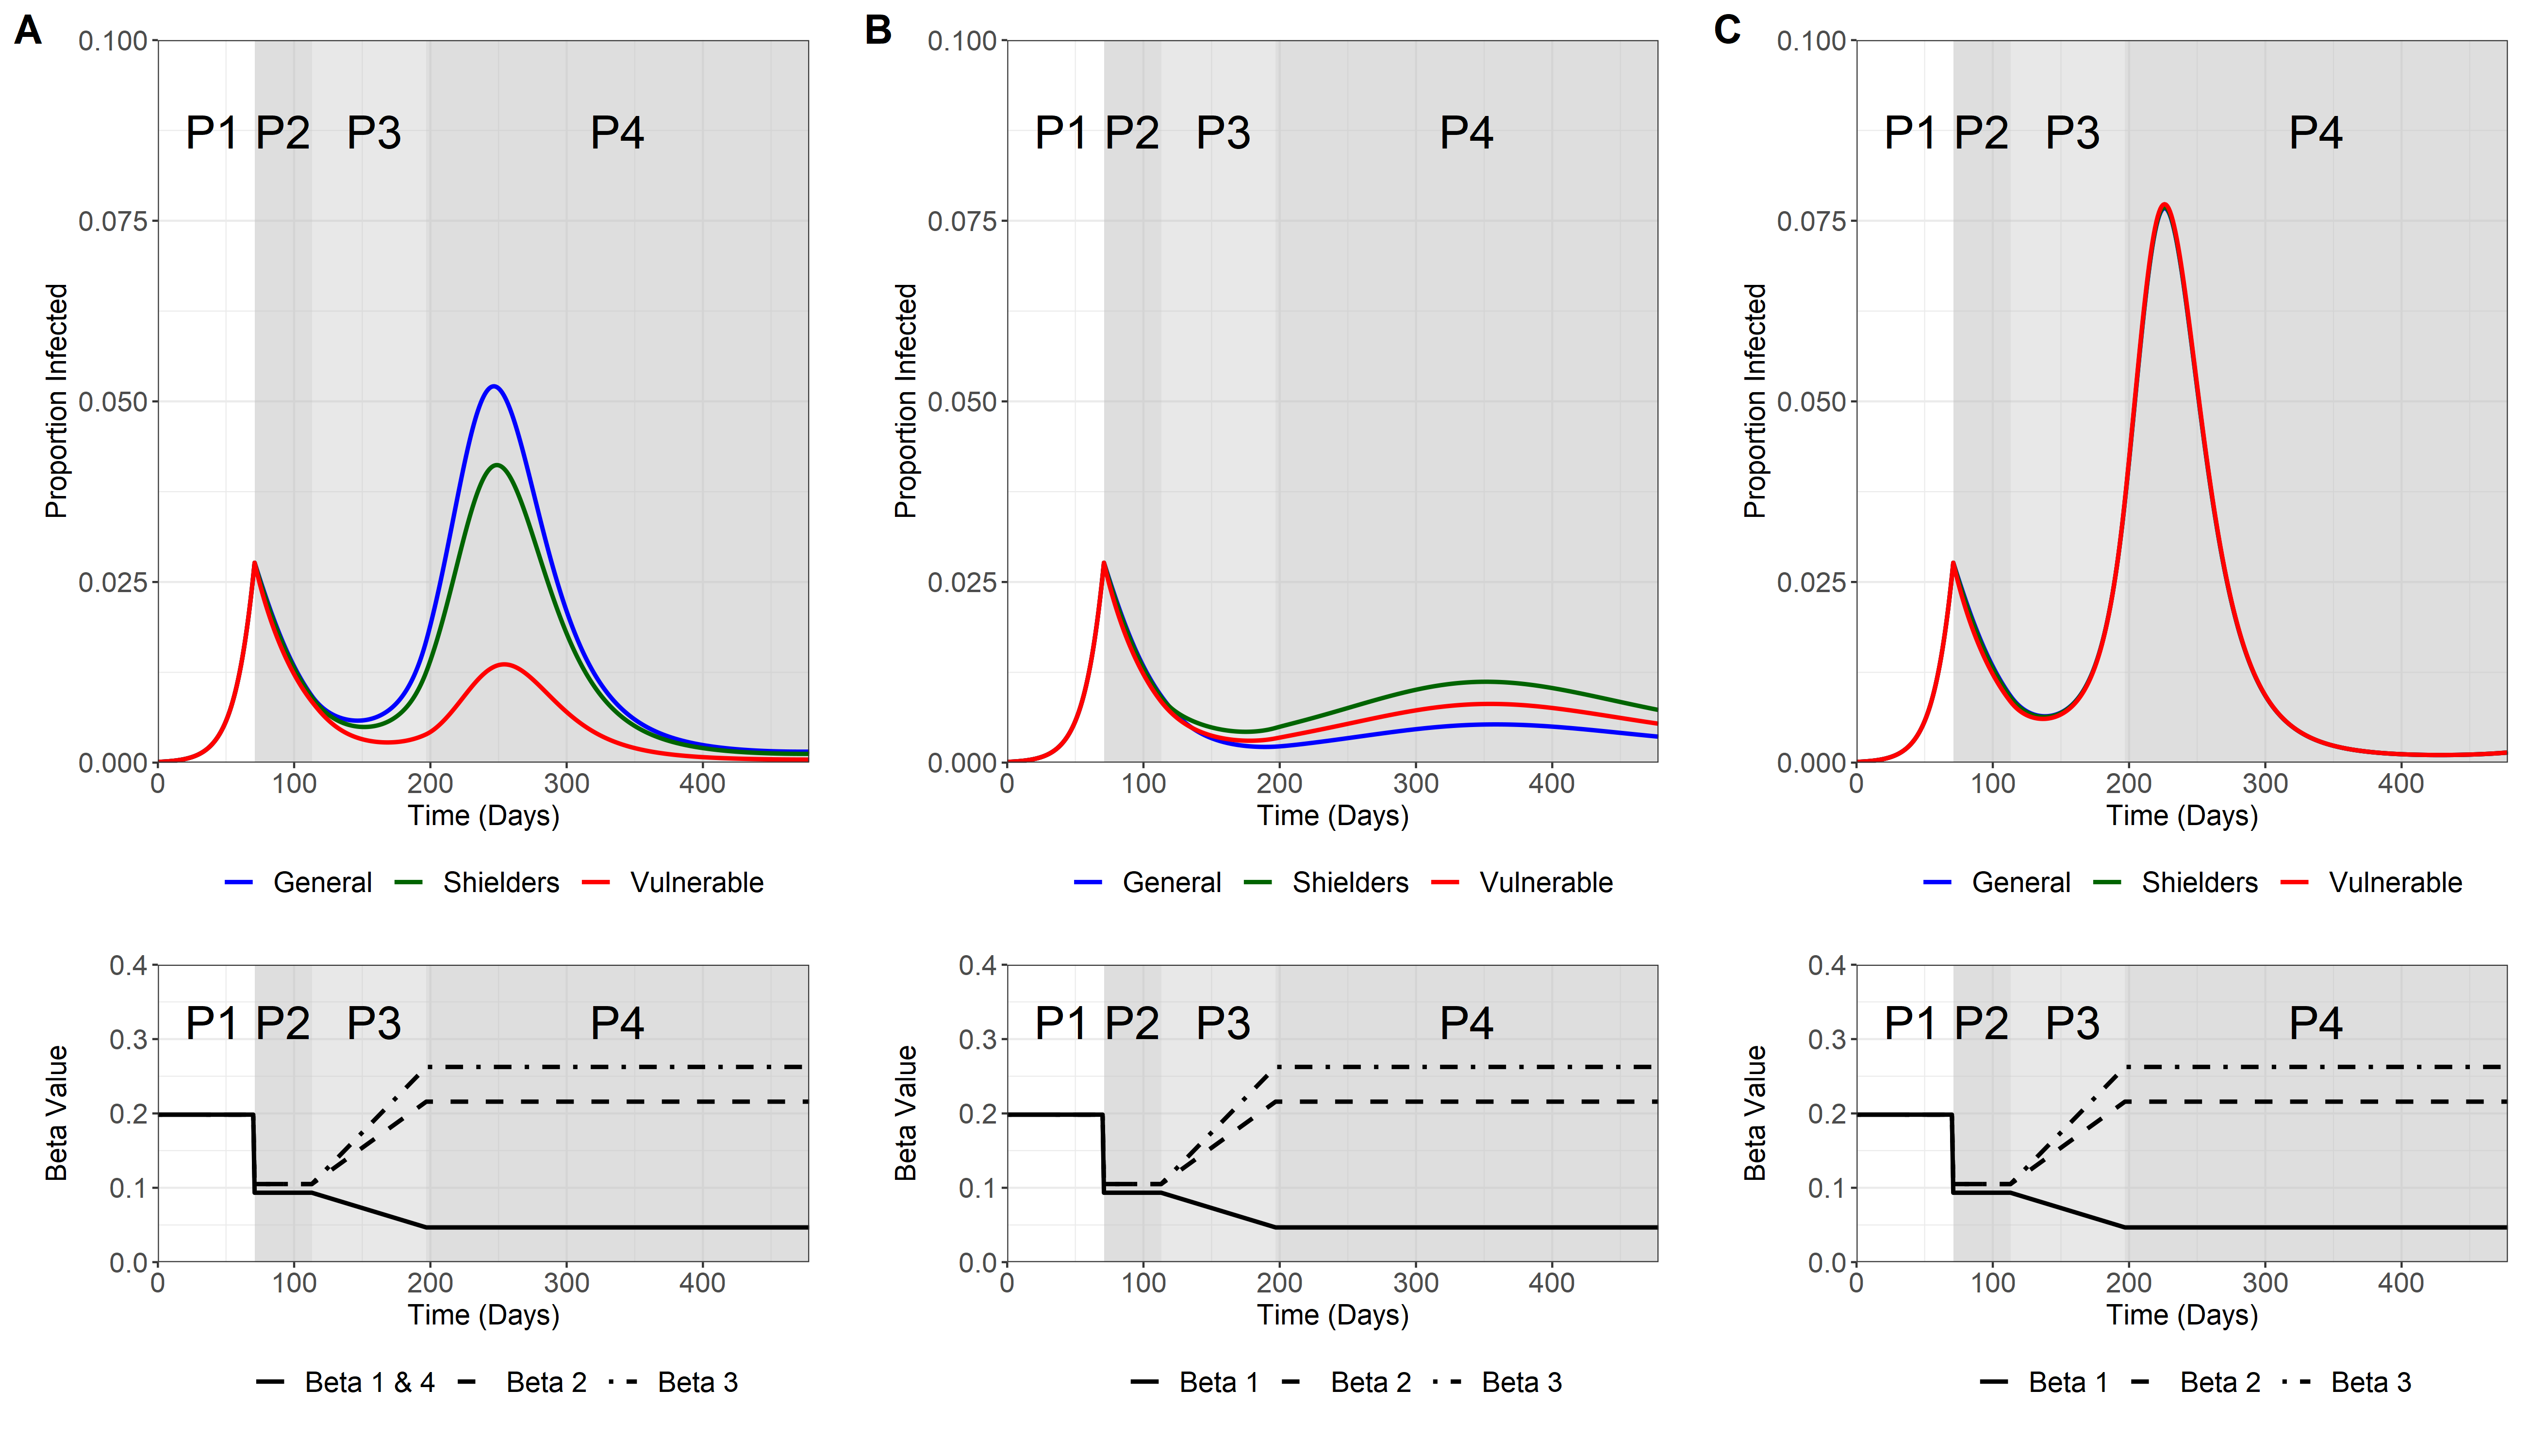 A
0.100
0.075
0.050
0.025
0.000
Proportion Infected
P1 P2 P3 P4
0 100 200 300 400
Time (Days)
General Shielders Vulnerable
0.4
0.3
0.2
0.1
0.0
Beta Value
P1 P2 P3 P4
0 100 200 300 400
Time (Days)
Beta 1 & 4 Beta 2 Beta 3
B
0.100
0.075
0.050
0.025
0.000
Proportion Infected
P1 P2 P3 P4
0 100 200 300 400
Time (Days)
General Shielders Vulnerable
0.4
0.3
0.2
0.1
0.0
Beta Value
P1 P2 P3 P4
0 100 200 300 400
Time (Days)
Beta 1 Beta 2 Beta 3
C
0.100
0.075
0.050
0.025
0.000
Proportion Infected
P1 P2 P3 P4
0 100 200 300 400
Time (Days)
General Shielders Vulnerable
0.4
0.3
0.2
0.1
0.0
Beta Value
P1 P2 P3 P4
0 100 200 300 400
Time (Days)
Beta 1 Beta 2 Beta 3